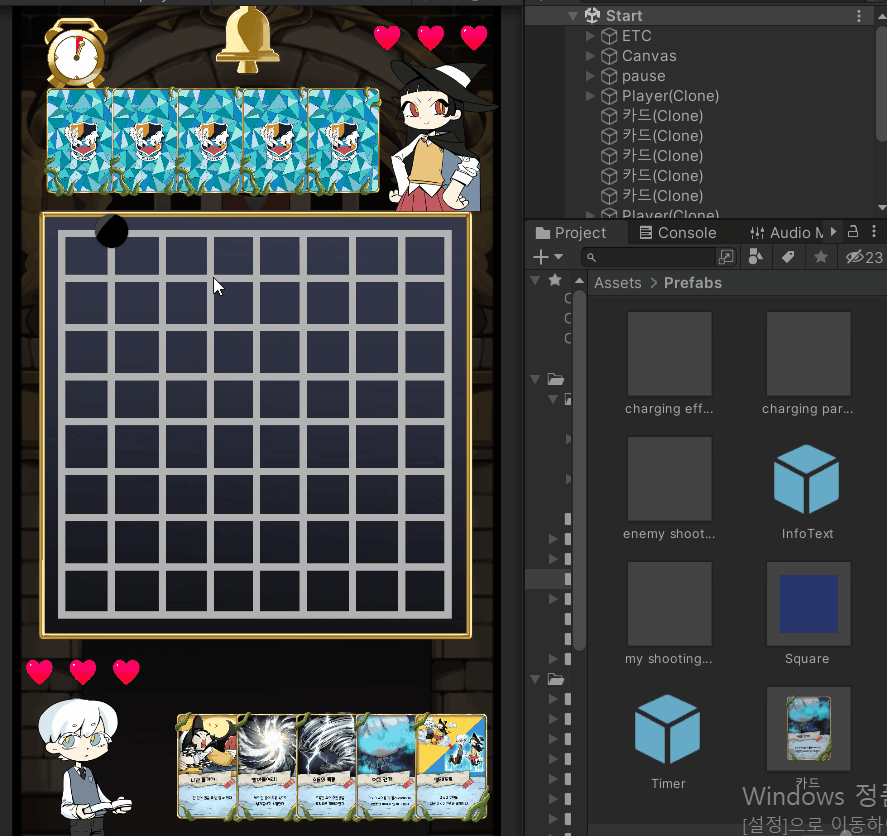 Start
ETC
Canvas
pause
Player(Clone)
카드(Clone)
카드(Clone)
카드(Clone)
카드(Clone)
카드(Clone)
Player(Clone)
Project
Console
Audio M
23
Assets > Prefabs
charging eff...
charging par...
enemy shoot...
InfoText
my shooting...
Square
Timer
카드
Windows 정품
[설정]으로 이동하